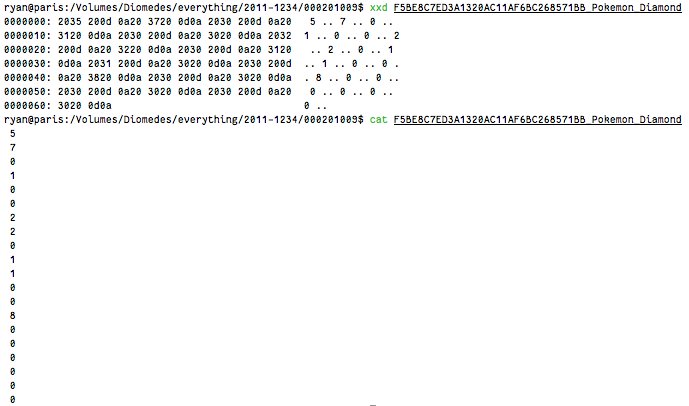 ryan@paris:/Volumes/Diomedes/everything/2011-1234/000201009$ xxd F5BE8C7ED3A1320AC11AF6BC268571BB_Pokemon_Diamond
0000000: 2035 200d 0a20 3720 0d0a 2030 200d 0a20   5 .. 7 .. 0 ..
0000010: 3120 0d0a 2030 200d 0a20 3020 0d0a 2032  1 .. 0 .. 0 .. 2
0000020: 200d 0a20 3220 0d0a 2030 200d 0a20 3120   .. 2 .. 0 .. 1
0000030: 0d0a 2031 200d 0a20 3020 0d0a 2030 200d  .. 1 .. 0 .. 0 .
0000040: 0a20 3820 0d0a 2030 200d 0a20 3020 0d0a  . 8 .. 0 .. 0 ..
0000050: 2030 200d 0a20 3020 0d0a 2030 200d 0a20   0 .. 0 .. 0 ..
0000060: 3020 0d0a                                0 ..
ryan@paris:/Volumes/Diomedes/everything/2011-1234/000201009$ cat F5BE8C7ED3A1320AC11AF6BC268571BB_Pokemon_Diamond
5
7
0
1
0
0
2
2
0
1
1
0
0
8
0
0
0
0
0
0